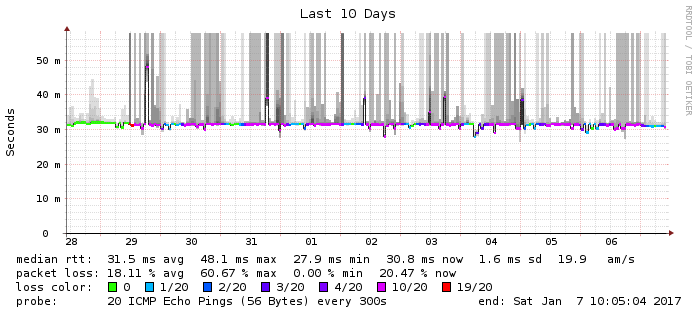 Last 10 Days
RRDTOOL / TOBI OETIKER
Seconds
50 m
40 m
30 m
20 m
10 m
0
28 29 30 31 01 02 03 04 05 06
median rtt: 31.5 ms avg 48.1 ms max 27.9 ms min 30.8 ms now 1.6 ms sd 19.9 am/s
packet loss: 18.11 % avg 60.67 % max 0.00 % min 20.47 % now
loss color: 0 1/20 2/20 3/20 4/20 10/20 19/20
probe: 20 ICMP Echo Pings (56 Bytes) every 300s end: Sat Jan 7 10:05:04 2017